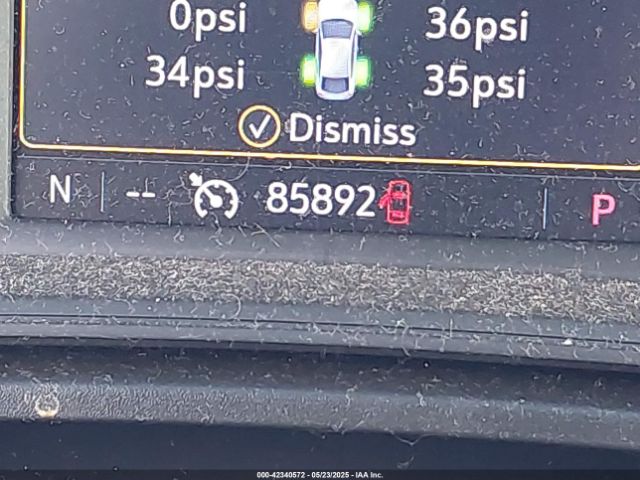 0psi 36psi
34psi 35psi
Dismiss
N -- 85892 P
000-42340572 - 05/23/2025 - IAA Inc.